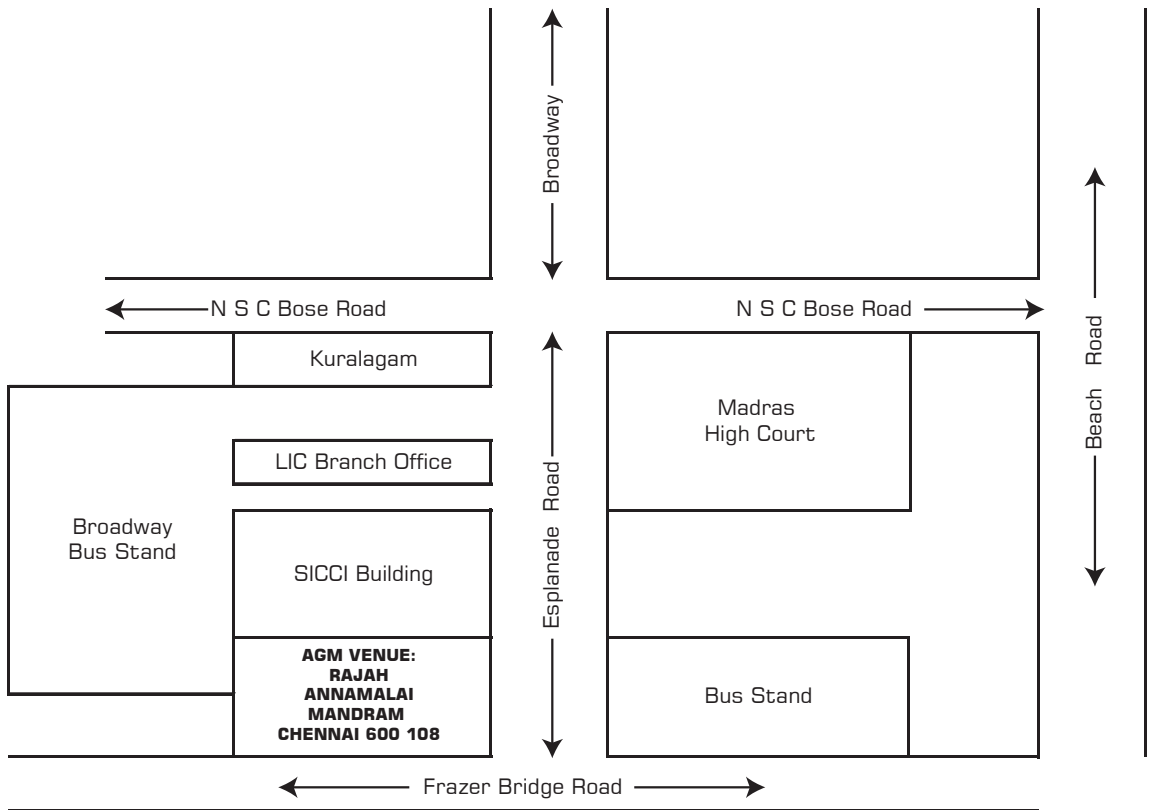 Broadway
N S C Bose Road
N S C Bose Road
Kuralagam
Madras
High Court
Beach Road
LIC Branch Office
Broadway
Bus Stand
Esplanade Road
SICCI Building
AGM VENUE:
RAJAH
ANNAMALAI
MANDRAM
CHENNAI 600 108
Bus Stand
Frazer Bridge Road